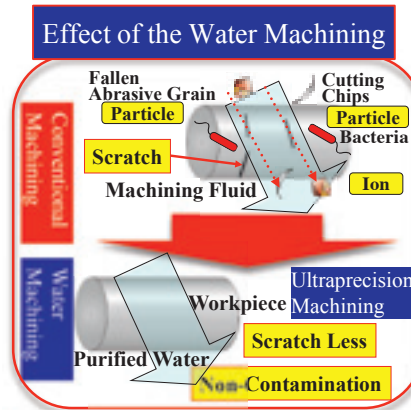 Effect of the Water Machining
Fallen
Abrasive Grain
Cutting
Chips
Particle
Particle
Bacteria
Scratch
Machining Fluid
Ion
Conventional
Machining
Water
Machining
Workpiece
Ultraprecision
Machining
Purified Water
Scratch Less
Non-Contamination